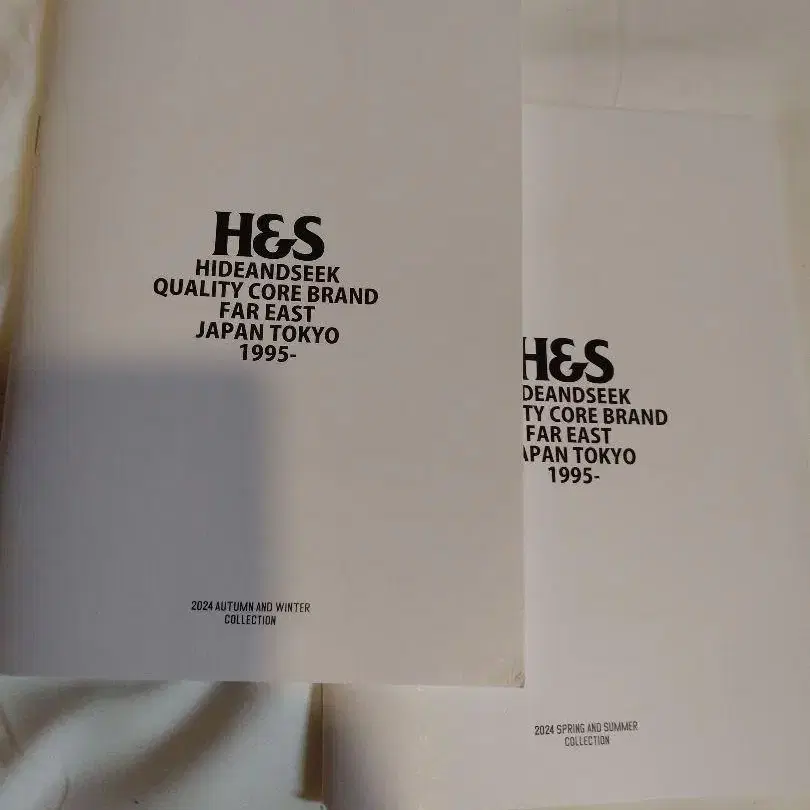 H&S
HIDEANDSEEK
QUALITY CORE BRAND
FAR EAST
JAPAN TOKYO
1995-
2024 AUTUMN AND WINTER
COLLECTION
H&S
DEANDSEEK
TY CORE BRAND
FAR EAST
APAN TOKYO
1995-
2024 SPRING AND SUMMER
COLLECTION